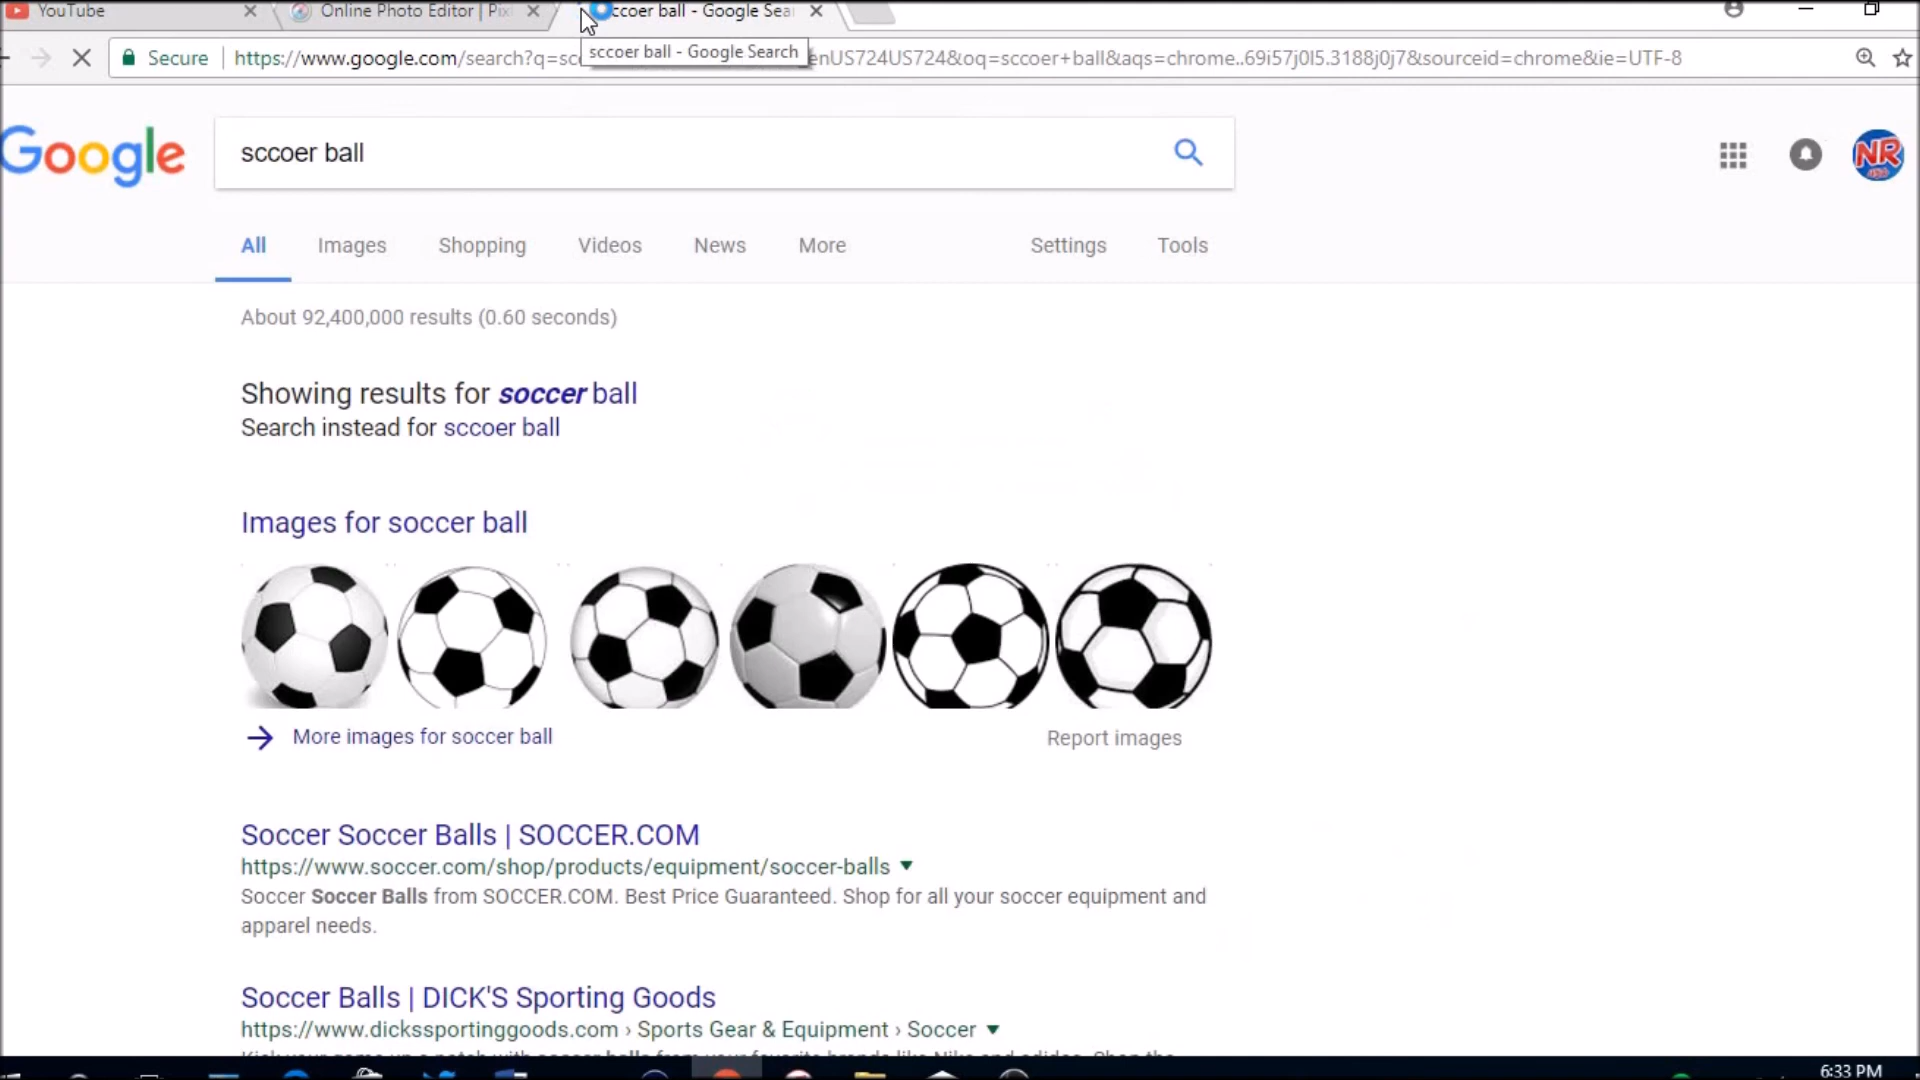 YouTube
Online Photo Editor | Pix
ccoer ball - Google Sea
sccoer ball - Google Search
Secure https://www.google.com/search?q=scc enUS724US724&oq=sccoer+ball&aqs=chrome..69i57j0l5.3188j0j7&sourceid=chrome&ie=UTF-8
Google
sccoer ball
NR
All Images Shopping Videos News More Settings Tools
About 92,400,000 results (0.60 seconds)
Showing results for soccer ball
Search instead for sccoer ball
Images for soccer ball
More images for soccer ball
Report images
Soccer Soccer Balls | SOCCER.COM
https://www.soccer.com/shop/products/equipment/soccer-balls
Soccer Soccer Balls from SOCCER.COM. Best Price Guaranteed. Shop for all your soccer equipment and
apparel needs.
Soccer Balls | DICK'S Sporting Goods
https://www.dickssportinggoods.com › Sports Gear & Equipment › Soccer
6:33 PM